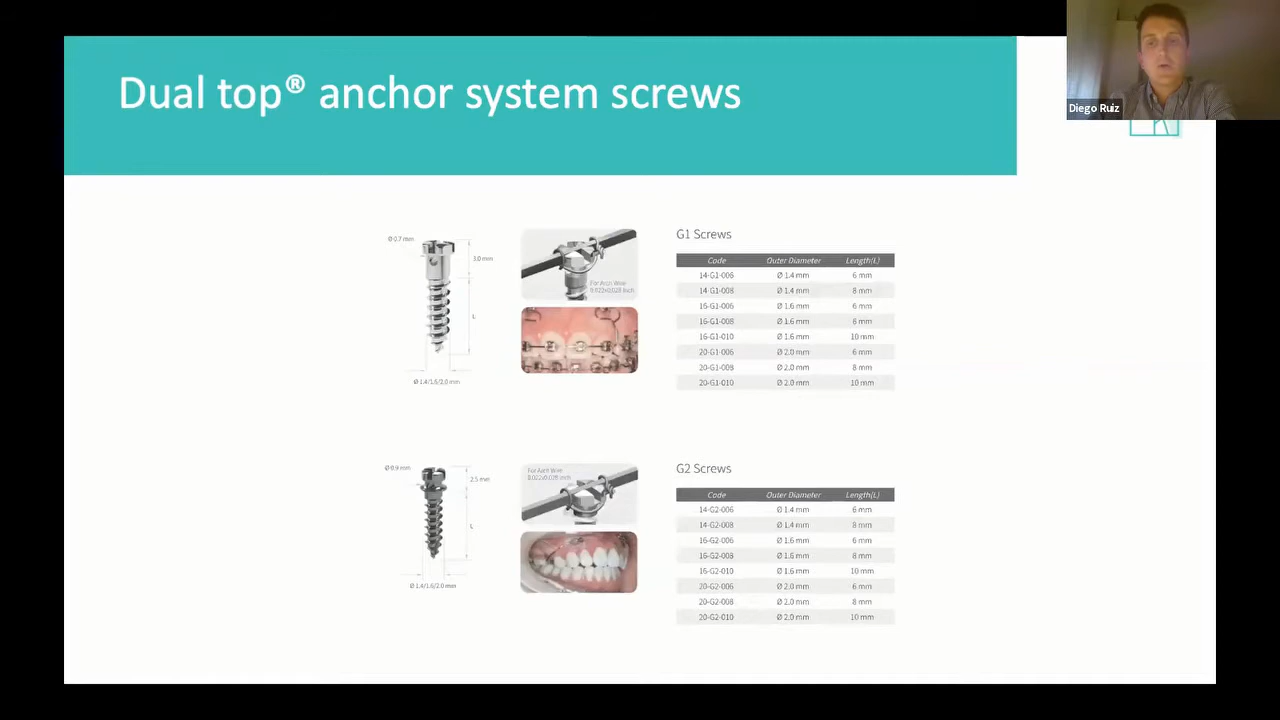 Dual top® anchor system screws
Diego Ruiz
Ø 0.7 mm
3.0 mm
L
Ø 1.4/1.6/2.0 mm
For Arch Wire
0.022x0.028 Inch
G1 Screws
Code Outer Diameter Length(L)
14-G1-006 Ø 1.4 mm 6 mm
14-G1-008 Ø 1.4 mm 8 mm
16-G1-006 Ø 1.6 mm 6 mm
16-G1-008 Ø 1.6 mm 8 mm
16-G1-010 Ø 1.6 mm 10 mm
20-G1-006 Ø 2.0 mm 6 mm
20-G1-008 Ø 2.0 mm 8 mm
20-G1-010 Ø 2.0 mm 10 mm
Ø 0.9 mm
2.5 mm
L
Ø 1.4/1.6/2.0 mm
For Arch Wire
0.022x0.028 Inch
G2 Screws
Code Outer Diameter Length(L)
14-G2-006 Ø 1.4 mm 6 mm
14-G2-008 Ø 1.4 mm 8 mm
16-G2-006 Ø 1.6 mm 6 mm
16-G2-008 Ø 1.6 mm 8 mm
16-G2-010 Ø 1.6 mm 10 mm
20-G2-006 Ø 2.0 mm 6 mm
20-G2-008 Ø 2.0 mm 8 mm
20-G2-010 Ø 2.0 mm 10 mm